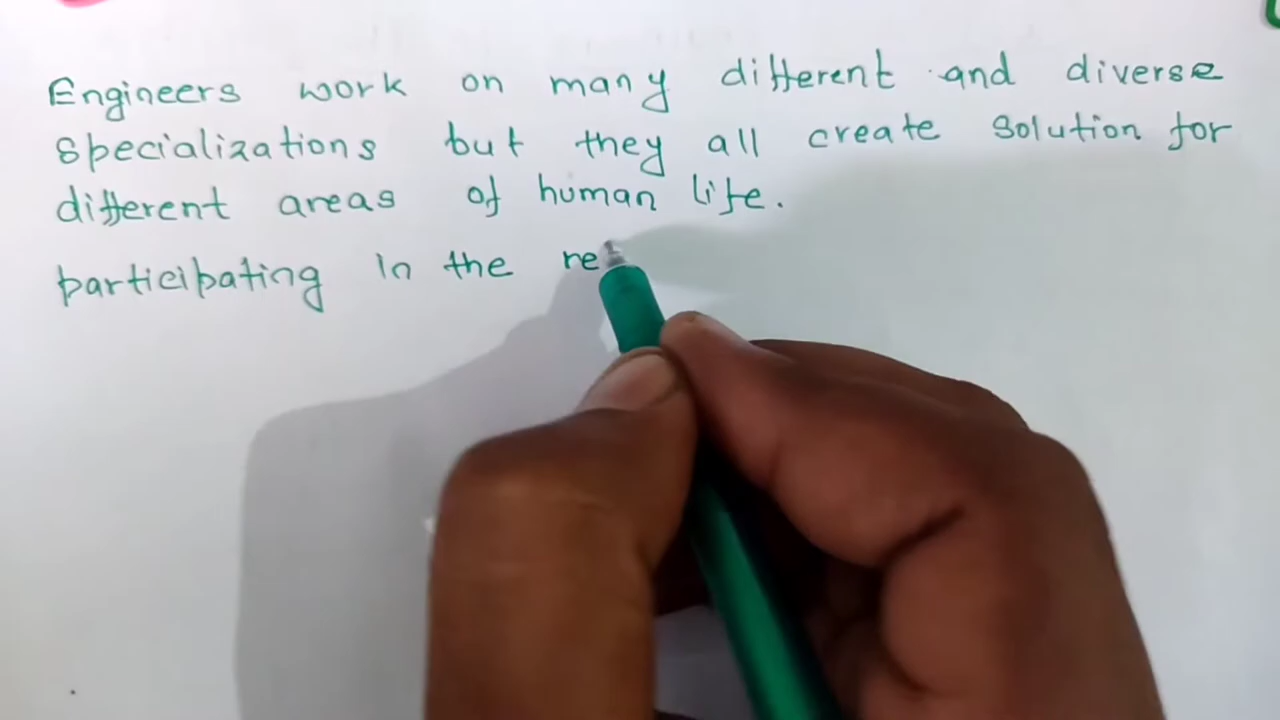 Engineers work on many different and diverse
specializations but they all create solution for
different areas of human life.
participating in the re